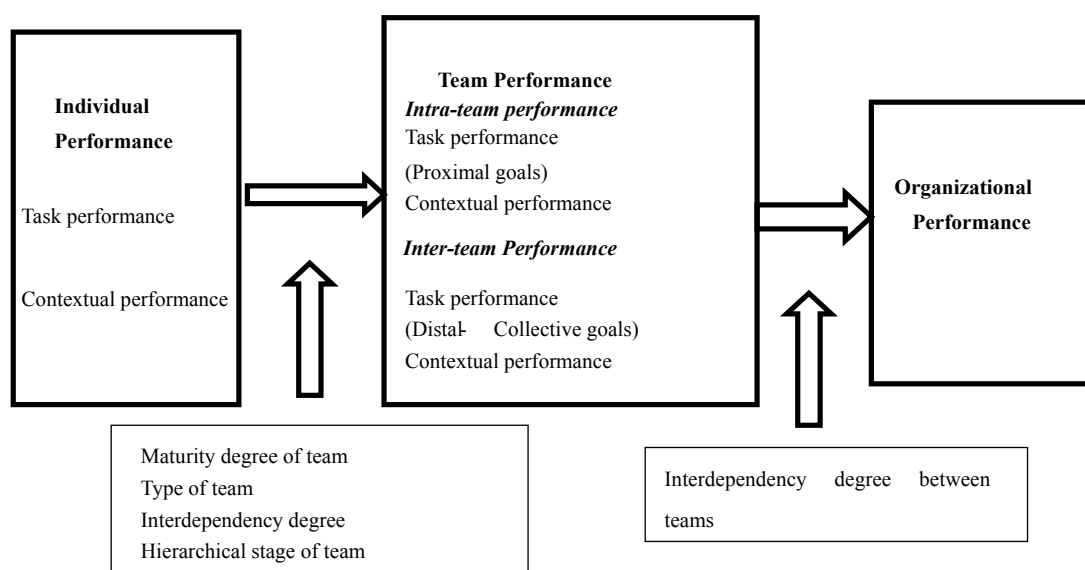 Individual
Performance
Task performance
Contextual performance
Team Performance
Intra-team performance
Task performance
(Proximal goals)
Contextual performance
Inter-team Performance
Task performance
(Distal- Collective goals)
Contextual performance
Organizational
Performance
Maturity degree of team
Type of team
Interdependency degree
Hierarchical stage of team
Interdependency degree between
teams